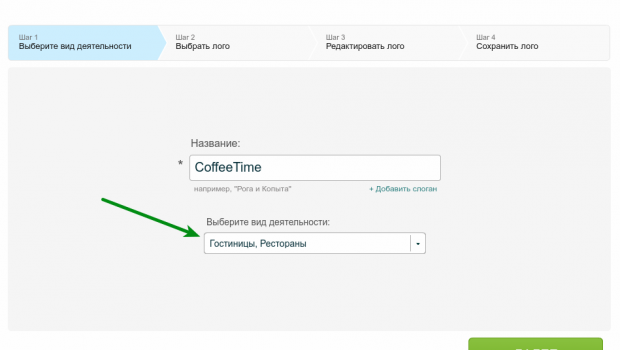 Шаг 1
Выберите вид деятельности
Шаг 2
Выбрать лого
Шаг 3
Редактировать лого
Шаг 4
Сохранить лого
Название:
* CoffeeTime
например, "Рога и Копыта"
+ Добавить слоган
Выберите вид деятельности:
Гостиницы, Рестораны